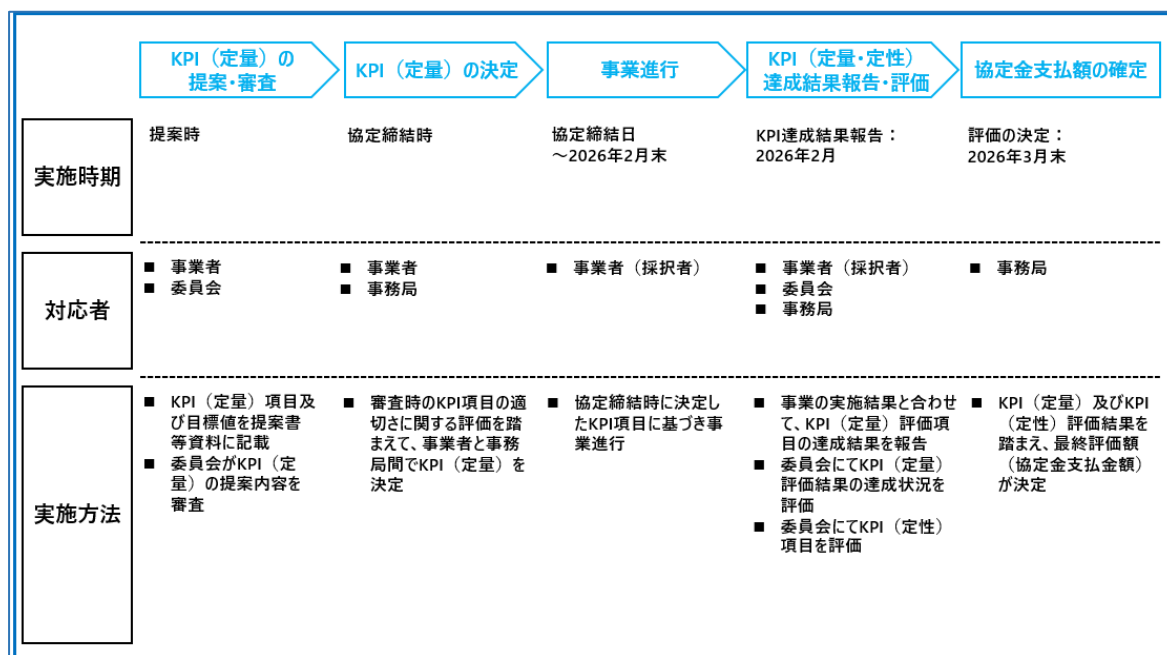 KPI（定量）の
提案・審査
KPI（定量）の決定
事業進行
KPI（定量・定性）
達成結果報告・評価
協定金支払額の確定
実施時期
提案時
協定締結時
協定締結日
～2026年2月末
KPI達成結果報告：
2026年2月
評価の決定：
2026年3月末
対応者
■ 事業者
■ 委員会
■ 事業者
■ 事務局
■ 事業者（採択者）
■ 事業者（採択者）
■ 委員会
■ 事務局
■ 事務局
実施方法
■ KPI（定量）項目及
び目標値を提案書
等資料に記載
■ 委員会がKPI（定
量）の提案内容を
審査
■ 審査時のKPI項目の適
切さに関する評価を踏
まえて、事業者と事務
局間でKPI（定量）を
決定
■ 協定締結時に決定し
たKPI項目に基づき事
業進行
■ 事業の実施結果と合わせ
て、KPI（定量）評価項
目の達成結果を報告
■ 委員会にてKPI（定量）
評価結果の達成状況を
評価
■ 委員会にてKPI（定性）
項目を評価
■ KPI（定量）及びKPI
（定性）評価結果を
踏まえ、最終評価額
（協定金支払金額）
が決定